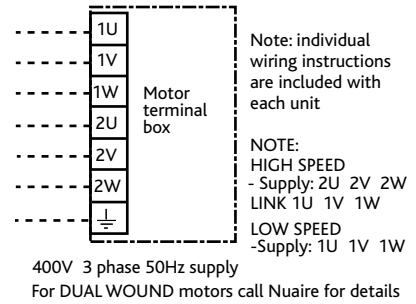 1U
1V
1W
2U
2V
2W
Motor
terminal
box
Note: individual
wiring instructions
are included with
each unit
NOTE:
HIGH SPEED
- Supply: 2U 2V 2W
LINK 1U 1V 1W
LOW SPEED
-Supply: 1U 1V 1W
400V 3 phase 50Hz supply
For DUAL WOUND motors call Nuaire for details